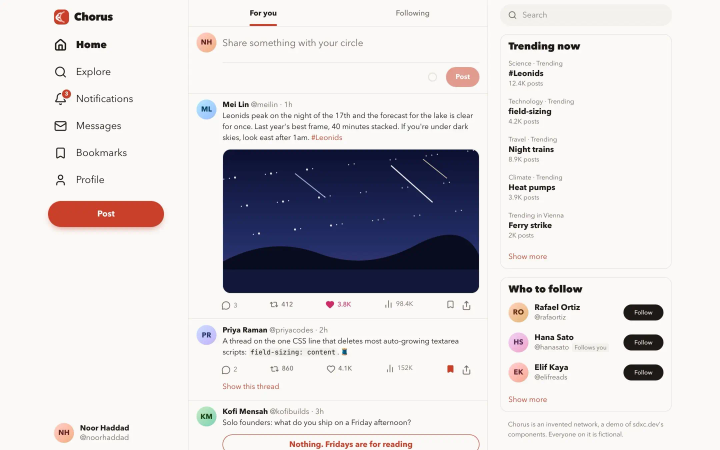 Chorus
Home
Explore
3
Notifications
Messages
Bookmarks
Profile
Post
NH
Noor Haddad
@noorhaddad
For you
Following
NH
Share something with your circle
Post
ML
Mei Lin @meilin · 1h
Leonids peak on the night of the 17th and the forecast for the lake is clear
for once. Last year's best frame, 40 minutes stacked. If you're under dark
skies, look east after 1am. #Leonids
3
412
3.8K
98.4K
PR
Priya Raman @priyacodes · 2h
A thread on the one CSS line that deletes most auto-growing textarea
scripts: field-sizing: content.
2
860
4.1K
152K
Show this thread
KM
Kofi Mensah @kofibuilds · 3h
Solo founders: what do you ship on a Friday afternoon?
Nothing. Fridays are for reading
Search
Trending now
Science · Trending
#Leonids
12.4K posts
Technology · Trending
field-sizing
4.2K posts
Travel · Trending
Night trains
8.9K posts
Climate · Trending
Heat pumps
3.9K posts
Trending in Vienna
Ferry strike
2K posts
Show more
Who to follow
RO
Rafael Ortiz
@rafaortiz
Follow
HS
Hana Sato
@hanasato Follows you
Follow
EK
Elif Kaya
@elifreads
Follow
Show more
Chorus is an invented network, a demo of sdxc.dev's
components. Everyone on it is fictional.